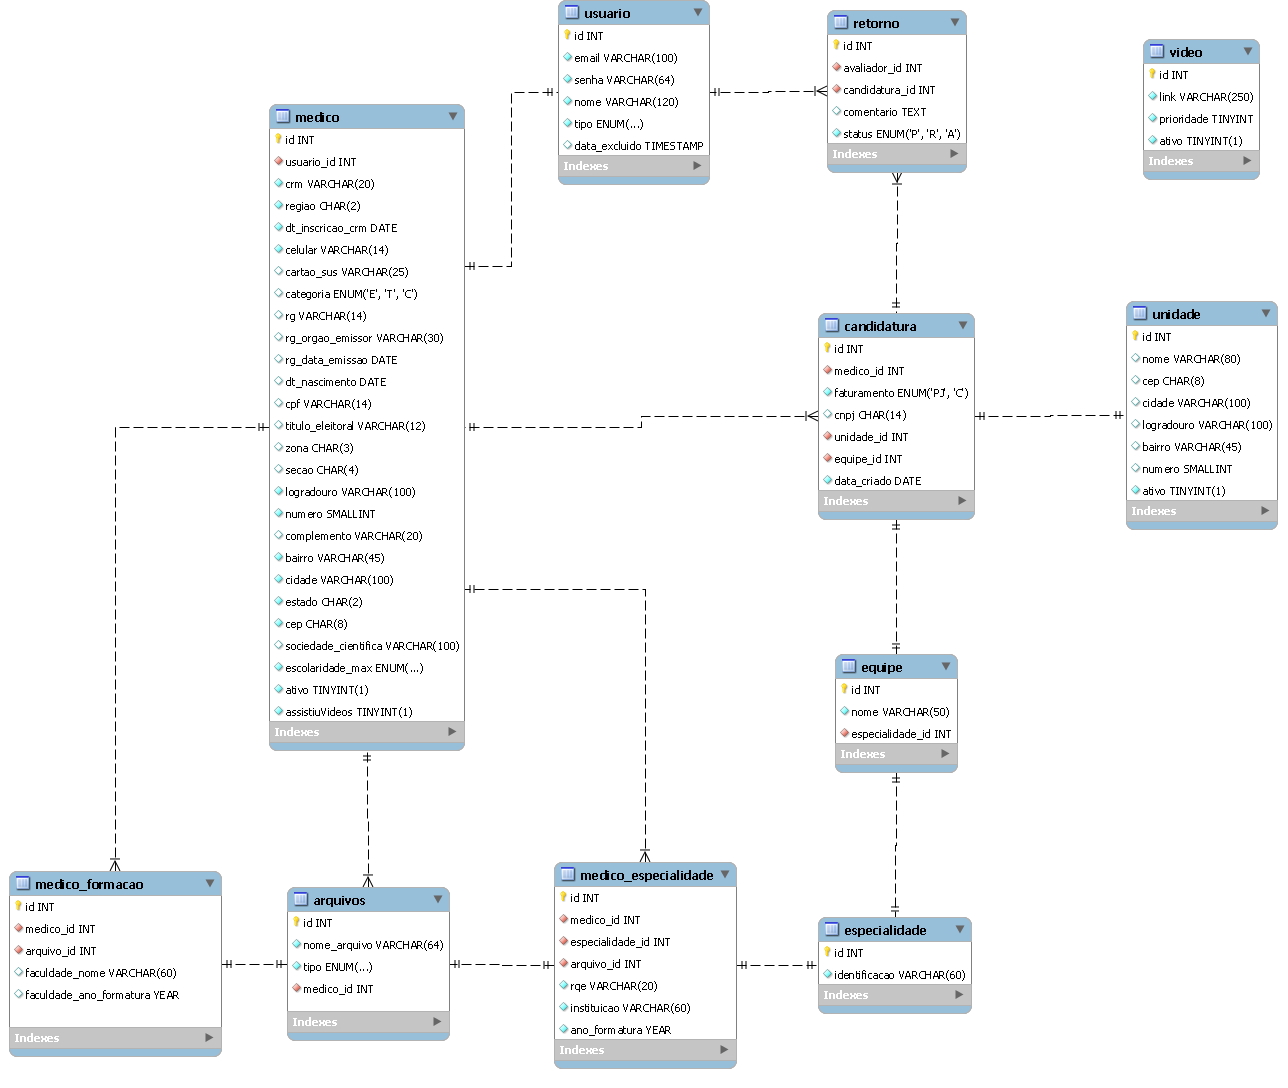 usuario
id INT
email VARCHAR(100)
senha VARCHAR(64)
nome VARCHAR(120)
tipo ENUM(...)
data_excluido TIMESTAMP
Indexes
retorno
id INT
avaliador_id INT
candidatura_id INT
comentario TEXT
status ENUM('P', 'R', 'A')
Indexes
video
id INT
link VARCHAR(250)
prioridade TINYINT
ativo TINYINT(1)
Indexes
medico
id INT
usuario_id INT
crm VARCHAR(20)
regiao CHAR(2)
dt_inscricao_crm DATE
celular VARCHAR(14)
cartao_sus VARCHAR(25)
categoria ENUM('E', 'T', 'C')
rg VARCHAR(14)
rg_orgao_emissor VARCHAR(30)
rg_data_emissao DATE
dt_nascimento DATE
cpf VARCHAR(14)
titulo_eleitoral VARCHAR(12)
zona CHAR(3)
secao CHAR(4)
logradouro VARCHAR(100)
numero SMALLINT
complemento VARCHAR(20)
bairro VARCHAR(45)
cidade VARCHAR(100)
estado CHAR(2)
cep CHAR(8)
sociedade_cientifica VARCHAR(100)
escolaridade_max ENUM(...)
ativo TINYINT(1)
assistiuVideos TINYINT(1)
Indexes
candidatura
id INT
medico_id INT
faturamento ENUM('PJ', 'C')
cnpj CHAR(14)
unidade_id INT
equipe_id INT
data_criado DATE
Indexes
unidade
id INT
nome VARCHAR(80)
cep CHAR(8)
cidade VARCHAR(100)
logradouro VARCHAR(100)
bairro VARCHAR(45)
numero SMALLINT
ativo TINYINT(1)
Indexes
equipe
id INT
nome VARCHAR(50)
especialidade_id INT
Indexes
medico_formacao
id INT
medico_id INT
arquivo_id INT
faculdade_nome VARCHAR(60)
faculdade_ano_formatura YEAR
Indexes
arquivos
id INT
nome_arquivo VARCHAR(64)
tipo ENUM(...)
medico_id INT
Indexes
medico_especialidade
id INT
medico_id INT
especialidade_id INT
arquivo_id INT
rqe VARCHAR(20)
instituicao VARCHAR(60)
ano_formatura YEAR
Indexes
especialidade
id INT
identificacao VARCHAR(60)
Indexes